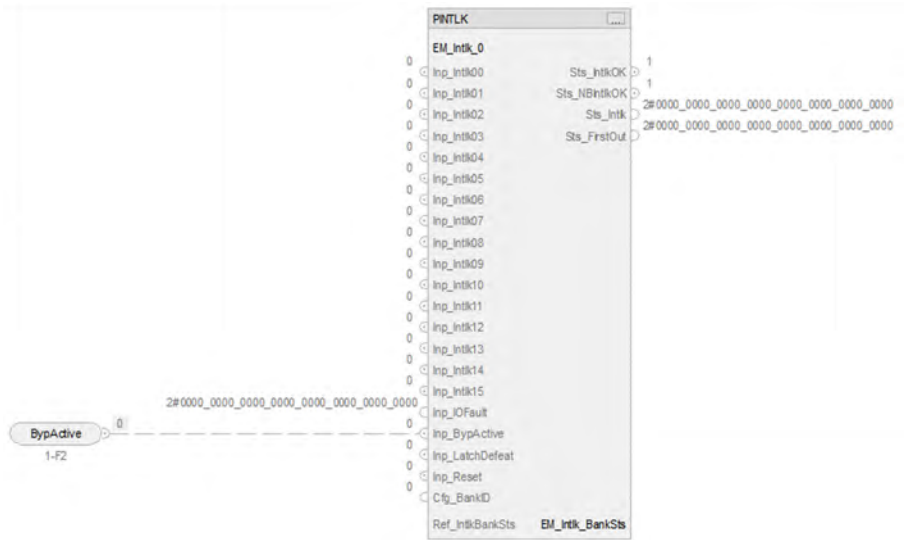 PINTLK ...
EM_Intlk_0
0 Inp_Intlk00 Sts_IntlkOK 1
0 Inp_Intlk01 Sts_NBIntlkOK 1
0 Inp_Intlk02 Sts_Intlk 2#0000_0000_0000_0000_0000_0000_0000_0000
0 Inp_Intlk03 Sts_FirstOut 2#0000_0000_0000_0000_0000_0000_0000_0000
0 Inp_Intlk04
0 Inp_Intlk05
0 Inp_Intlk06
0 Inp_Intlk07
0 Inp_Intlk08
0 Inp_Intlk09
0 Inp_Intlk10
0 Inp_Intlk11
0 Inp_Intlk12
0 Inp_Intlk13
0 Inp_Intlk14
0 Inp_Intlk15
2#0000_0000_0000_0000_0000_0000_0000_0000 Inp_IOFault
BypActive 0 0 Inp_BypActive
1-F2
0 Inp_LatchDefeat
0 Inp_Reset
0 Cfg_BankID
Ref_IntlkBankSts EM_Intlk_BankSts